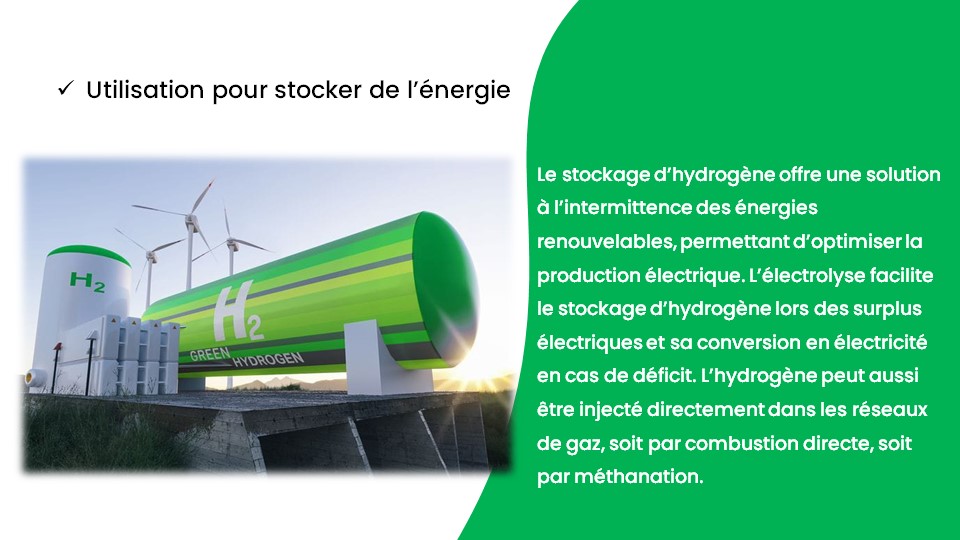 ✓ Utilisation pour stocker de l’énergie
H2
H2
GREEN HYDROGEN
Le stockage d’hydrogène offre une solution
à l’intermittence des énergies
renouvelables, permettant d’optimiser la
production électrique. L’électrolyse facilite
le stockage d’hydrogène lors des surplus
électriques et sa conversion en électricité
en cas de déficit. L’hydrogène peut aussi
être injecté directement dans les réseaux
de gaz, soit par combustion directe, soit
par méthanation.